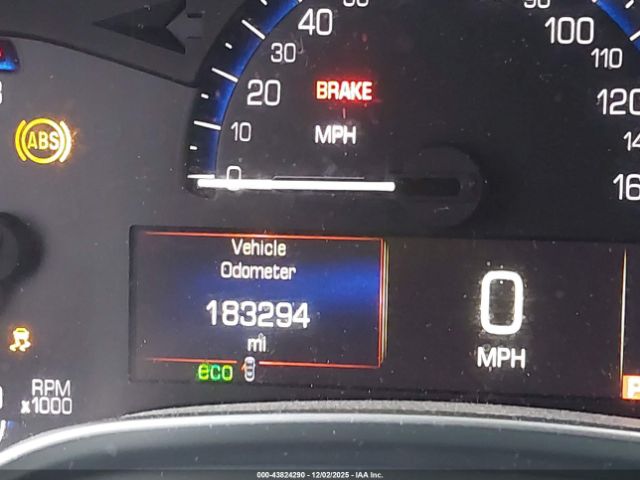 40
30
20
10
0
BRAKE
MPH
100
110
120
ABS
Vehicle
Odometer
183294
mi
eco
0
MPH
RPM
x1000
000-43824290 - 12/02/2025 - IAA Inc.